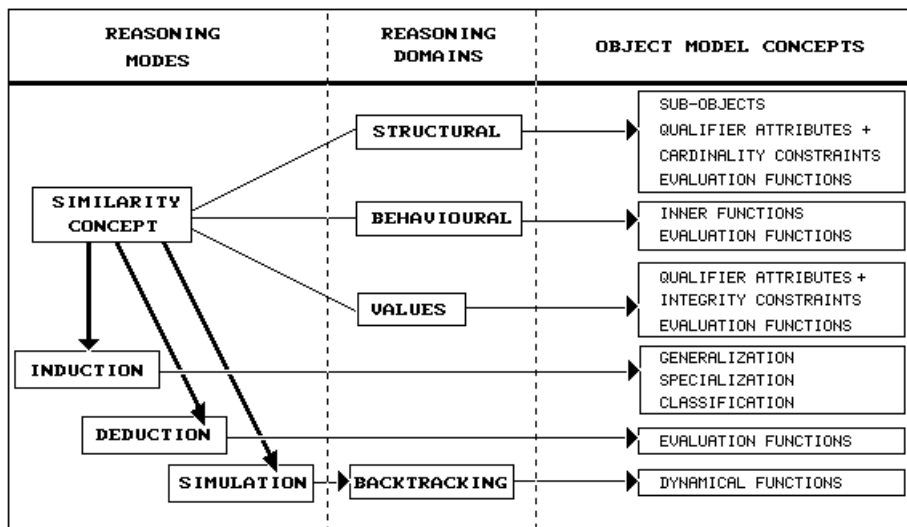 REASONING
MODES
REASONING
DOMAINS
OBJECT MODEL CONCEPTS
STRUCTURAL
SUB-OBJECTS
QUALIFIER ATTRIBUTES +
CARDINALITY CONSTRAINTS
EVALUATION FUNCTIONS
SIMILARITY
CONCEPT
BEHAVIOURAL
INNER FUNCTIONS
EVALUATION FUNCTIONS
VALUES
QUALIFIER ATTRIBUTES +
INTEGRITY CONSTRAINTS
EVALUATION FUNCTIONS
INDUCTION
GENERALIZATION
SPECIALIZATION
CLASSIFICATION
DEDUCTION
EVALUATION FUNCTIONS
SIMULATION
BACKTRACKING
DYNAMICAL FUNCTIONS